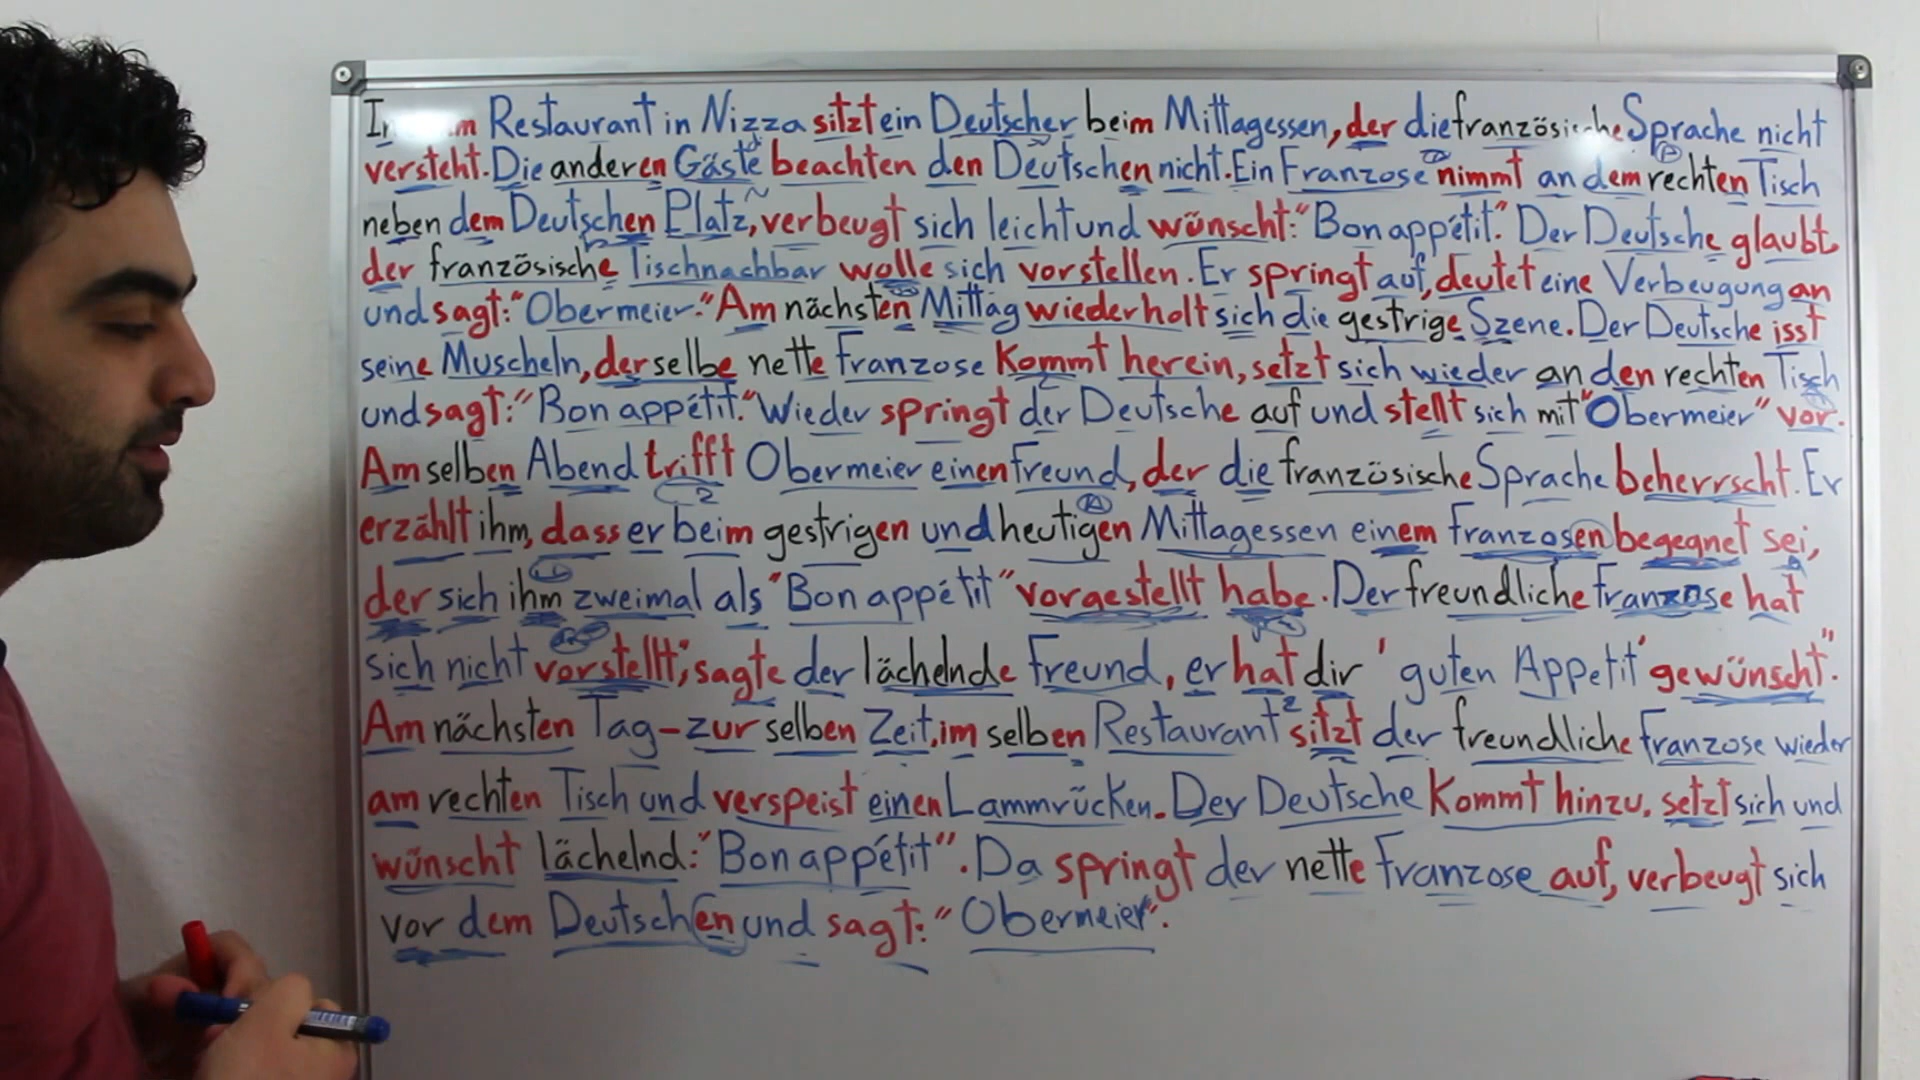 Restaurant in Nizza sitzt ein Deutscher beim Mittagessen, der die französische Sprache nicht
versteht. Die anderen Gäste beachten den Deutschen nicht. Ein Franzose nimmt an dem rechten Tisch
neben dem Deutschen Platz, verbeugt sich leicht und wünscht: "Bon appétit". Der Deutsche glaubt,
der französische Tischnachbar wolle sich vorstellen. Er springt auf, deutet eine Verbeugung an
und sagt: "Obermeier." Am nächsten Mittag wiederholt sich die gestrige Szene. Der Deutsche isst
seine Muscheln, derselbe nette Franzose kommt herein, setzt sich wieder an den rechten Tisch
und sagt: "Bon appétit." Wieder springt der Deutsche auf und stellt sich mit "Obermeier" vor.
Am selben Abend trifft Obermeier einen Freund, der die französische Sprache beherrscht. Er
erzählt ihm, dass er beim gestrigen und heutigen Mittagessen einem Franzosen begegnet sei,
der sich ihm zweimal als "Bon appétit" vorgestellt habe. Der freundliche Franzose hat
sich nicht vorstellt", sagte der lächelnde Freund, er hat dir 'guten Appetit' gewünscht".
Am nächsten Tag - zur selben Zeit, im selben Restaurant sitzt der freundliche Franzose wieder
am rechten Tisch und verspeist einen Lammrücken. Der Deutsche kommt hinzu, setzt sich und
wünscht lächelnd: "Bon appétit". Da springt der nette Franzose auf, verbeugt sich
vor dem Deutschen und sagt: "Obermeier".